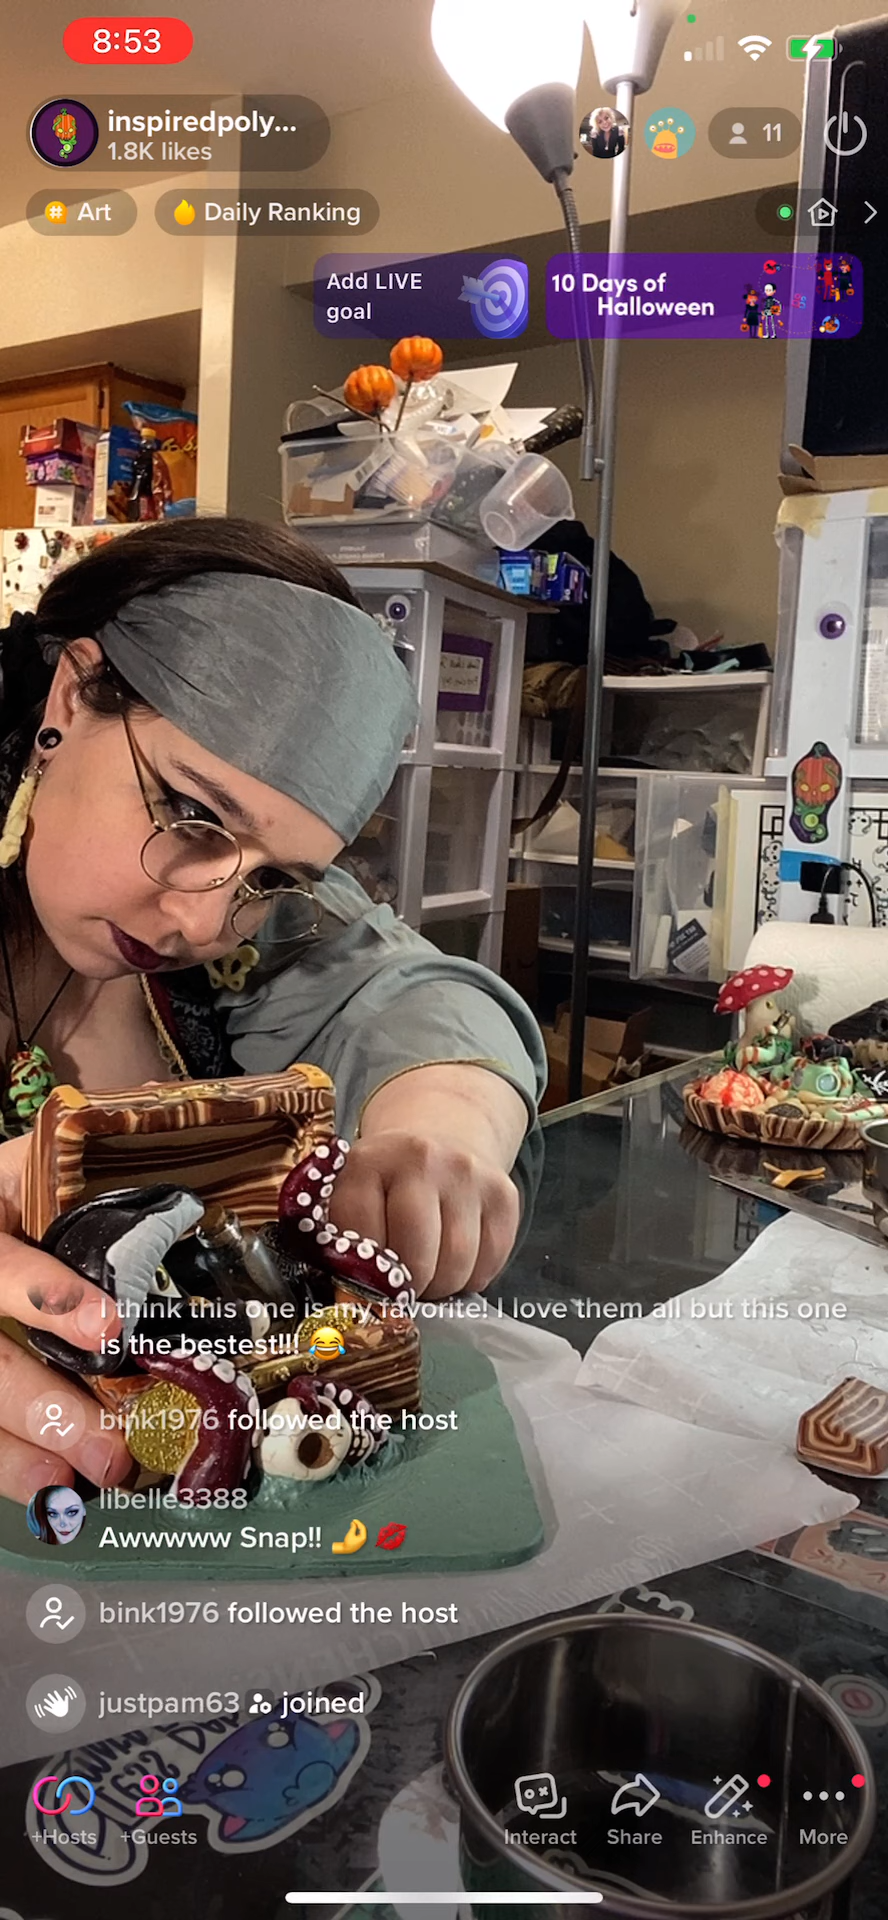 8:53
inspiredpoly...
1.8K likes
11
Art
Daily Ranking
Add LIVE
goal
10 Days of
Halloween
I think this one is my favorite! I love them all but this one
is the bestest!!! 😂
bink1976 followed the host
libelle3388
Awwwww Snap!! 🤌💋
bink1976 followed the host
justpam63 joined
+Hosts
+Guests
Interact
Share
Enhance
More